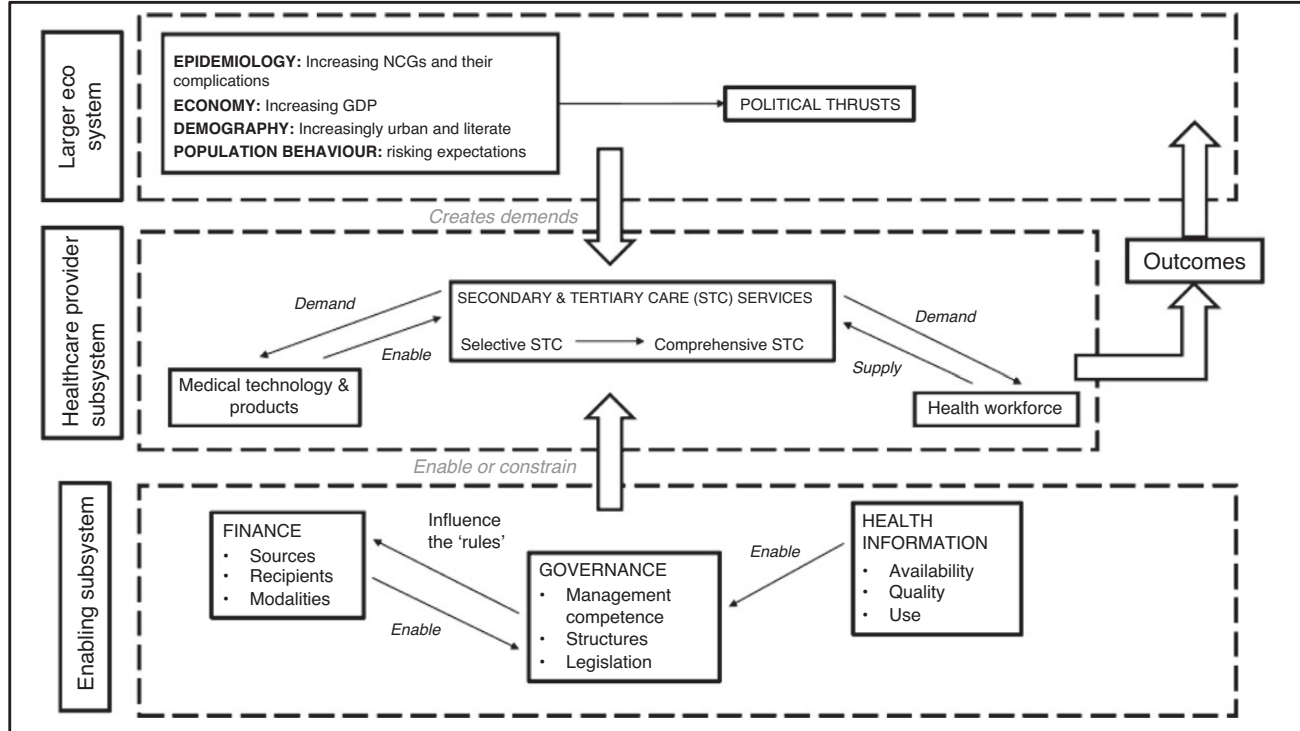 Larger eco
system
EPIDEMIOLOGY: Increasing NCGs and their
complications
ECONOMY: Increasing GDP
DEMOGRAPHY: Increasingly urban and literate
POPULATION BEHAVIOUR: risking expectations
POLITICAL THRUSTS
Creates demends
Healthcare provider
subsystem
SECONDARY & TERTIARY CARE (STC) SERVICES
Selective STC
Comprehensive STC
Demand
Enable
Medical technology &
products
Demand
Supply
Health workforce
Outcomes
Enable or constrain
Enabling subsystem
FINANCE
• Sources
• Recipients
• Modalities
Influence
the ‘rules’
Enable
GOVERNANCE
• Management
competence
• Structures
• Legislation
Enable
HEALTH
INFORMATION
• Availability
• Quality
• Use